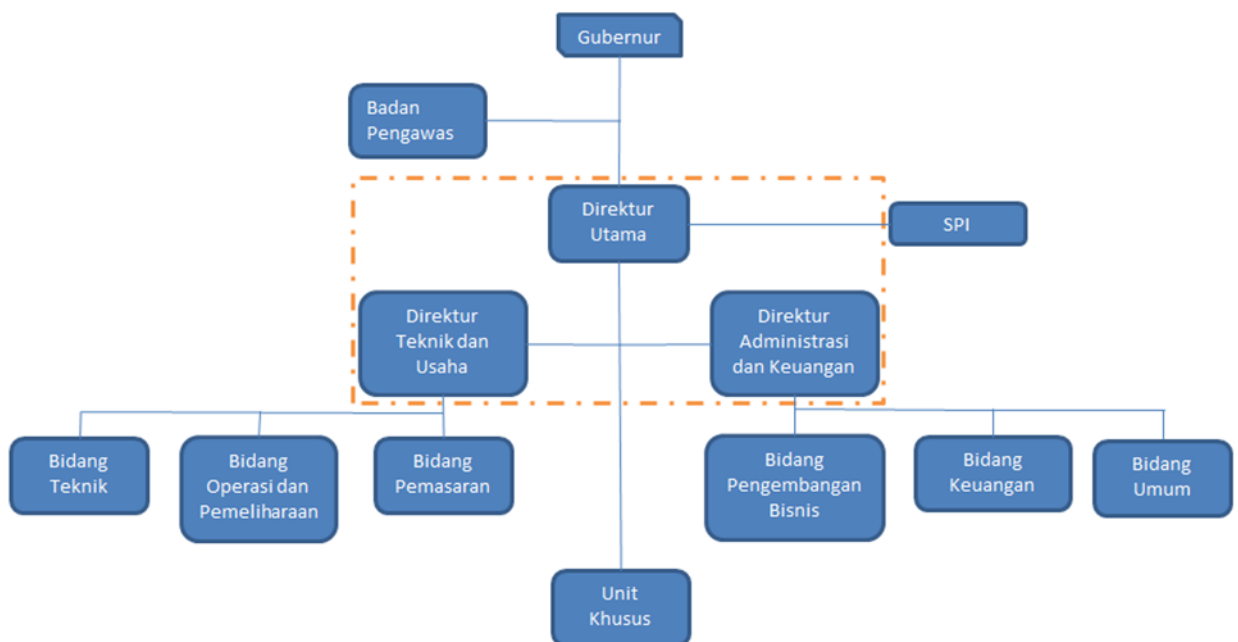 Gubernur
Badan
Pengawas
Direktur
Utama
SPI
Direktur
Teknik dan
Usaha
Direktur
Administrasi
dan Keuangan
Bidang
Teknik
Bidang
Operasi dan
Pemeliharaan
Bidang
Pemasaran
Bidang
Pengembangan
Bisnis
Bidang
Keuangan
Bidang
Umum
Unit
Khusus